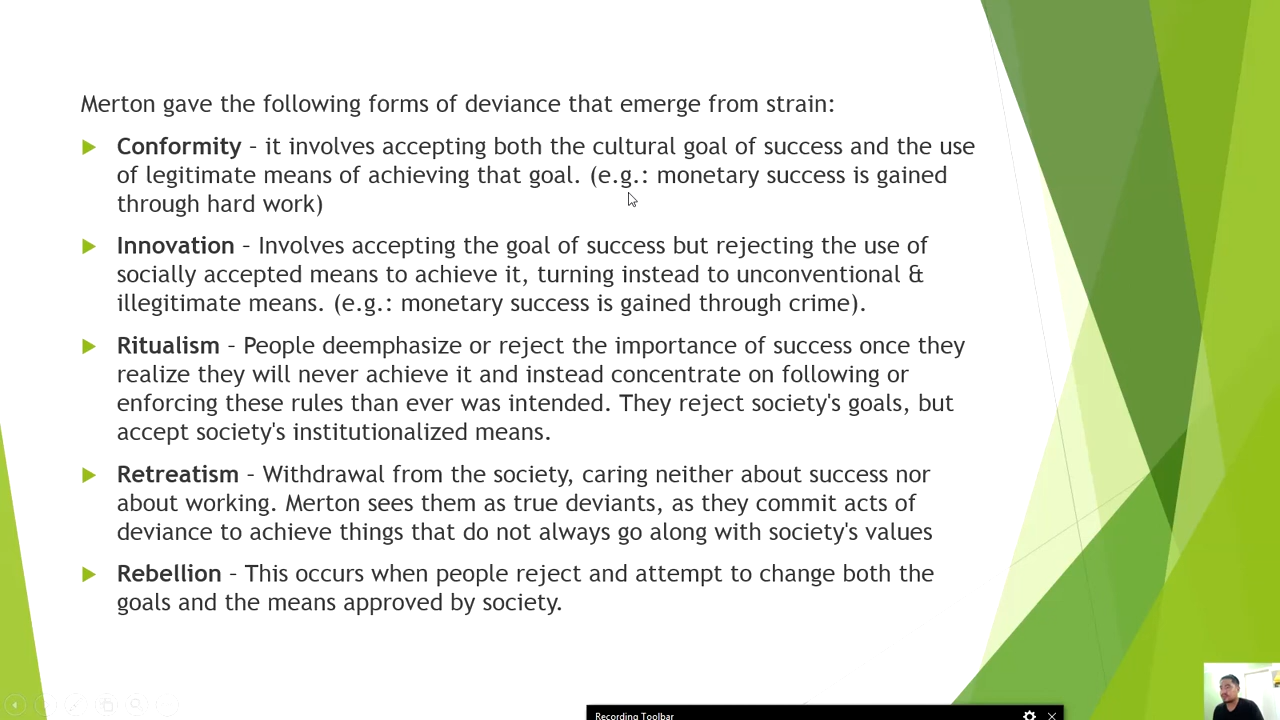 Merton gave the following forms of deviance that emerge from strain:
Conformity – it involves accepting both the cultural goal of success and the use
of legitimate means of achieving that goal. (e.g.: monetary success is gained
through hard work)
Innovation – Involves accepting the goal of success but rejecting the use of
socially accepted means to achieve it, turning instead to unconventional &
illegitimate means. (e.g.: monetary success is gained through crime).
Ritualism – People deemphasize or reject the importance of success once they
realize they will never achieve it and instead concentrate on following or
enforcing these rules than ever was intended. They reject society's goals, but
accept society's institutionalized means.
Retreatism – Withdrawal from the society, caring neither about success nor
about working. Merton sees them as true deviants, as they commit acts of
deviance to achieve things that do not always go along with society's values
Rebellion – This occurs when people reject and attempt to change both the
goals and the means approved by society.
Recording Toolbar